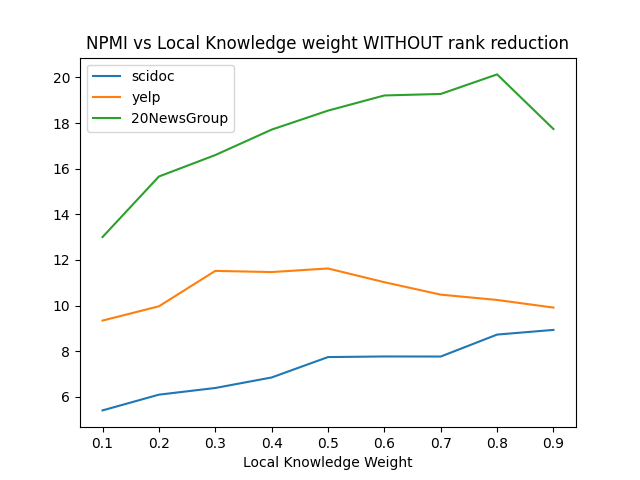 NPMI vs Local Knowledge weight WITHOUT rank reduction
scidoc
yelp
20NewsGroup
20
18
16
14
12
10
8
6
0.1 0.2 0.3 0.4 0.5 0.6 0.7 0.8 0.9
Local Knowledge Weight